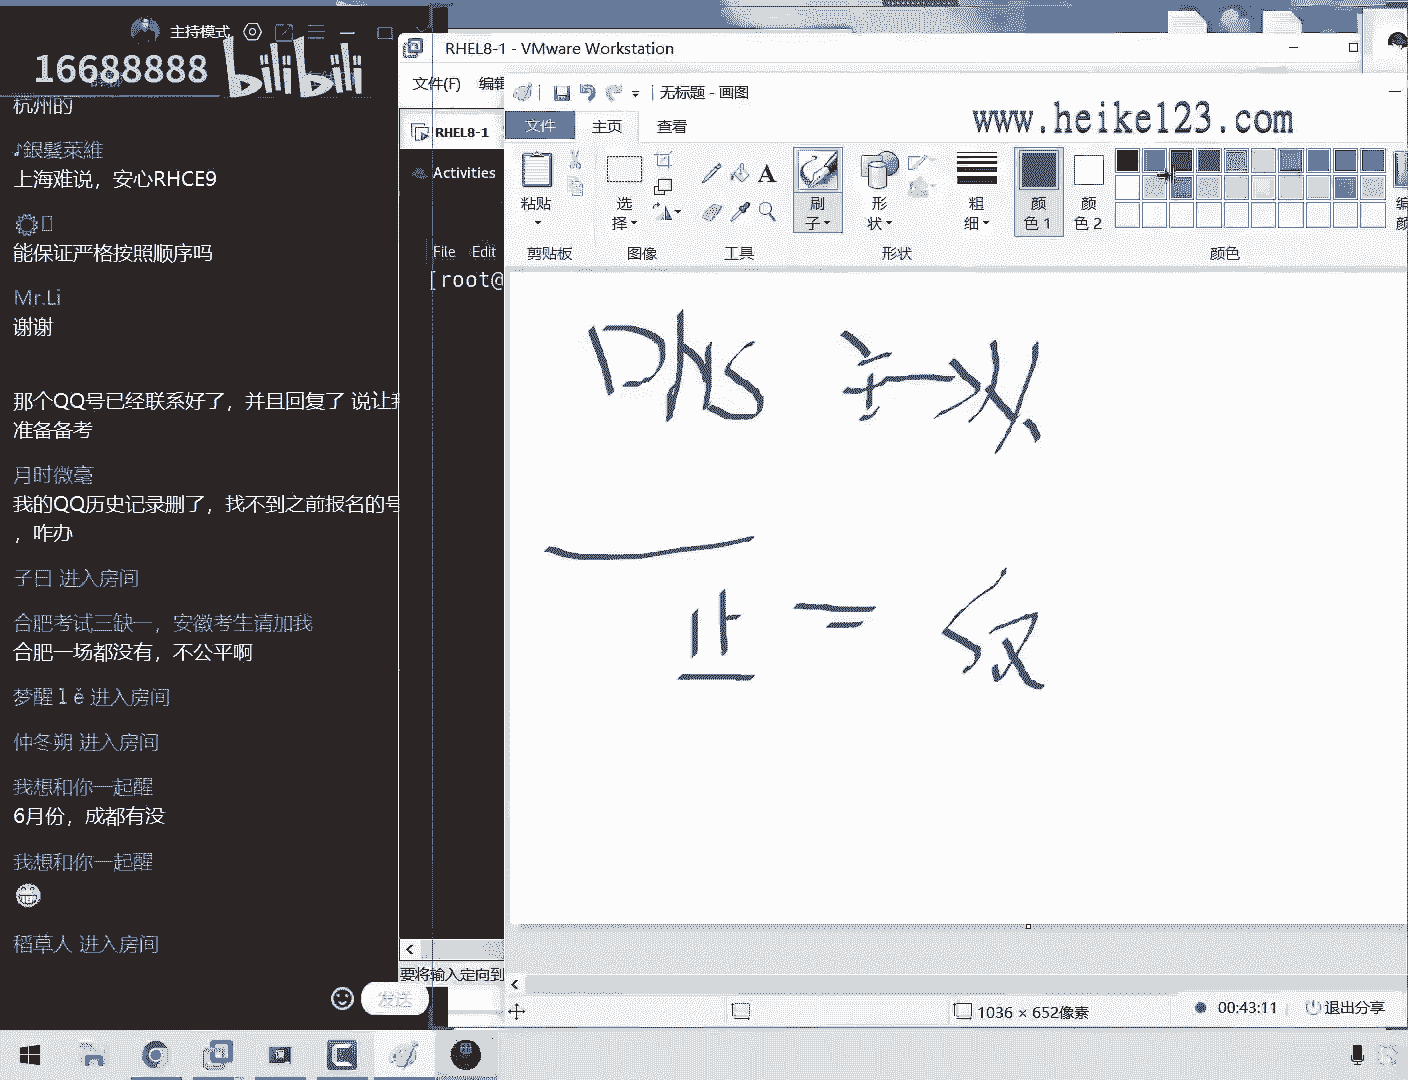 主持模式
16688888
bilibili
杭州的
♪銀髮萊維
上海难说，安心RHCE9
能保证严格按照顺序吗
Mr.Li
谢谢
那个QQ号已经联系好了，并且回复了 说让我
准备备考
月时微毫
我的QQ历史记录删了，找不到之前报名的号
，咋办
子曰 进入房间
合肥考试三缺一，安徽考生请加我
合肥一场都没有，不公平啊
梦醒 l ě 进入房间
仲冬朔 进入房间
我想和你一起醒
6月份，成都有没
我想和你一起醒
稻草人 进入房间
发送
RHEL8-1 - VMware Workstation
文件(F) 编辑
RHEL8-1
Activities
File Edit
[root@
要将输入定向到
无标题 - 画图
www.heike123.com
文件 主页 查看
粘贴
选择
刷子
形状
粗细
颜色 1
颜色 2
编
颜
剪贴板 图像 工具 形状 颜色
DNS 主
1036 × 652像素
00:43:11
退出分享